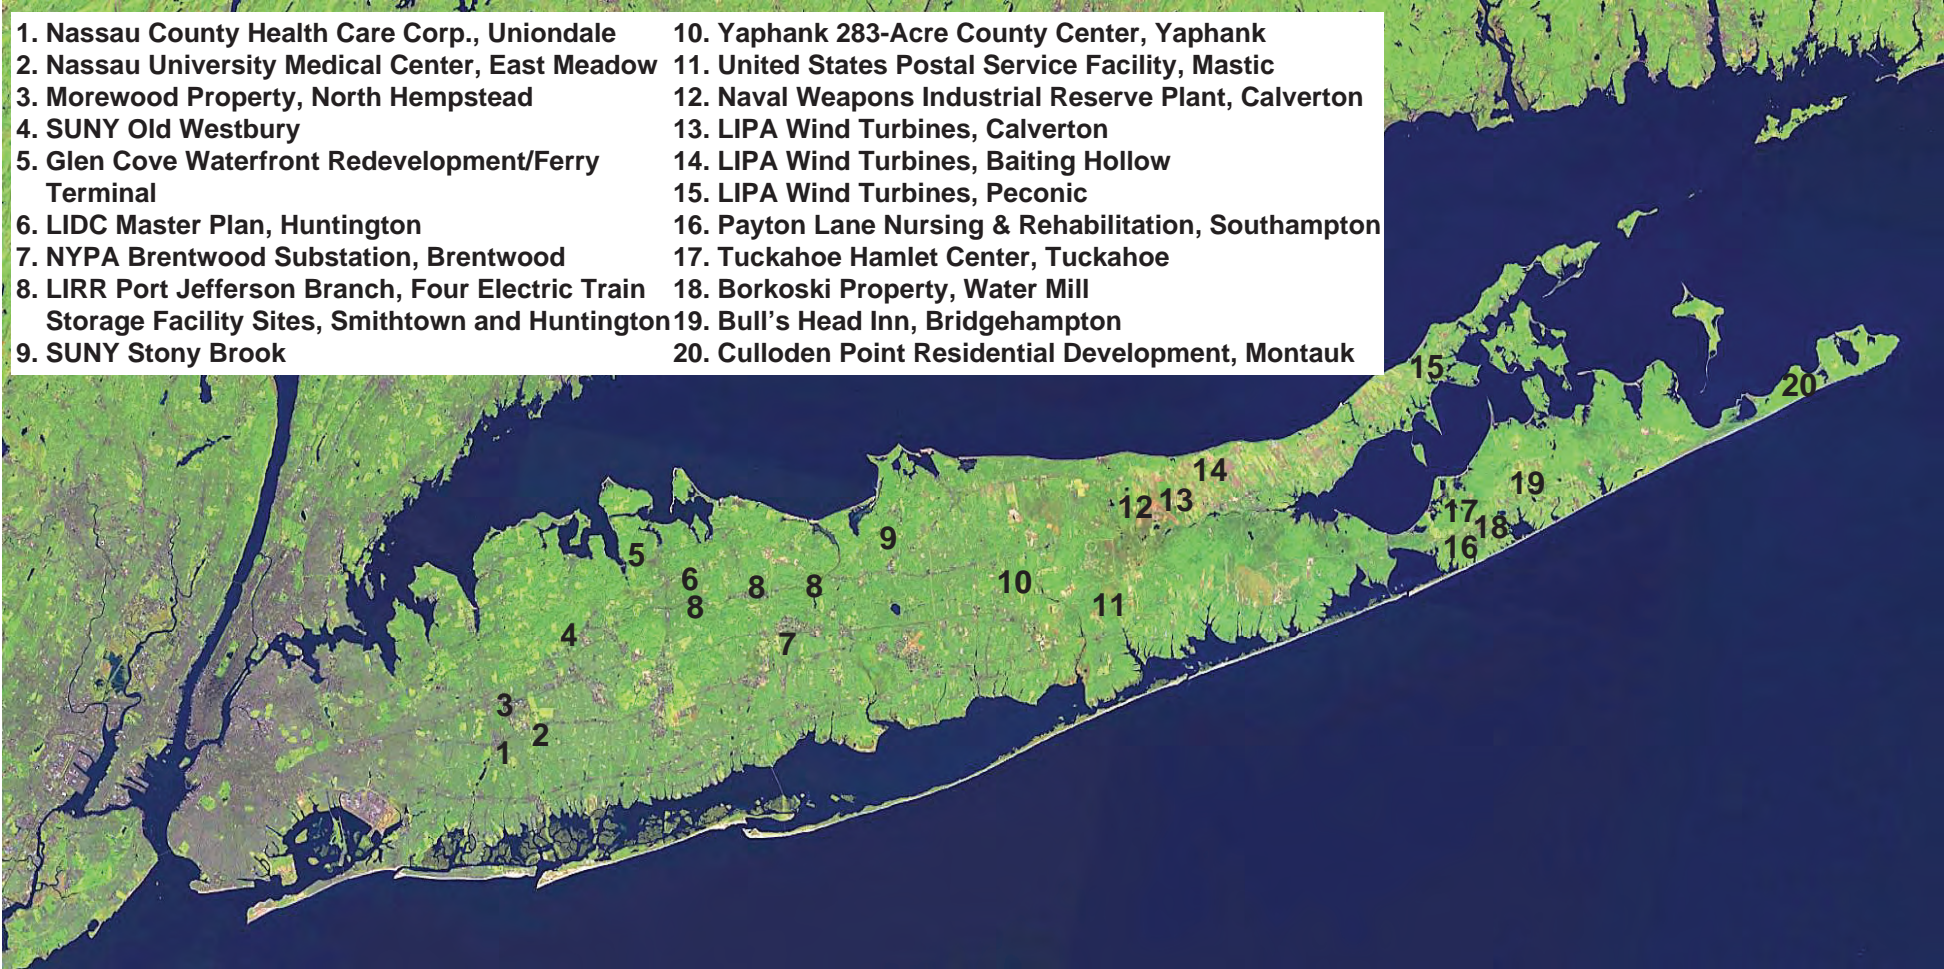 1. Nassau County Health Care Corp., Uniondale
2. Nassau University Medical Center, East Meadow
3. Morewood Property, North Hempstead
4. SUNY Old Westbury
5. Glen Cove Waterfront Redevelopment/Ferry
Terminal
6. LIDC Master Plan, Huntington
7. NYPA Brentwood Substation, Brentwood
8. LIRR Port Jefferson Branch, Four Electric Train
Storage Facility Sites, Smithtown and Huntington
9. SUNY Stony Brook
10. Yaphank 283-Acre County Center, Yaphank
11. United States Postal Service Facility, Mastic
12. Naval Weapons Industrial Reserve Plant, Calverton
13. LIPA Wind Turbines, Calverton
14. LIPA Wind Turbines, Baiting Hollow
15. LIPA Wind Turbines, Peconic
16. Payton Lane Nursing & Rehabilitation, Southampton
17. Tuckahoe Hamlet Center, Tuckahoe
18. Borkoski Property, Water Mill
19. Bull's Head Inn, Bridgehampton
20. Culloden Point Residential Development, Montauk
15
20
14
19
12
13
17
18
9
16
5
6
8
8
10
8
11
4
7
3
2
1